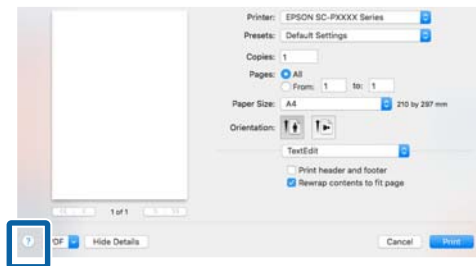 Printer: EPSON SC-PXXXX Series
Presets: Default Settings
Copies: 1
Pages: All
From: 1 to: 1
Paper Size: A4 210 by 297 mm
Orientation:
TextEdit
Print header and footer
Rewrap contents to fit page
1 of 1
? DF Hide Details Cancel Print